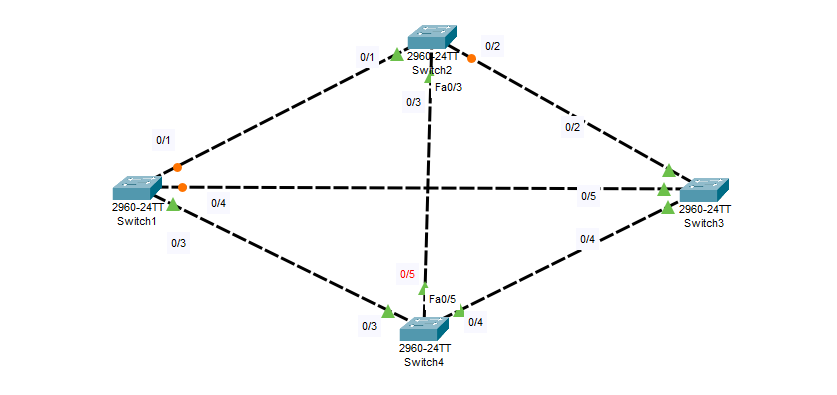 0/1
0/2
2960-24TT
Switch2
Fa0/3
0/3
0/2
0/1
2960-24TT
Switch1
0/4
0/5
2960-24TT
Switch3
0/3
0/4
0/5
Fa0/5
0/3
0/4
2960-24TT
Switch4